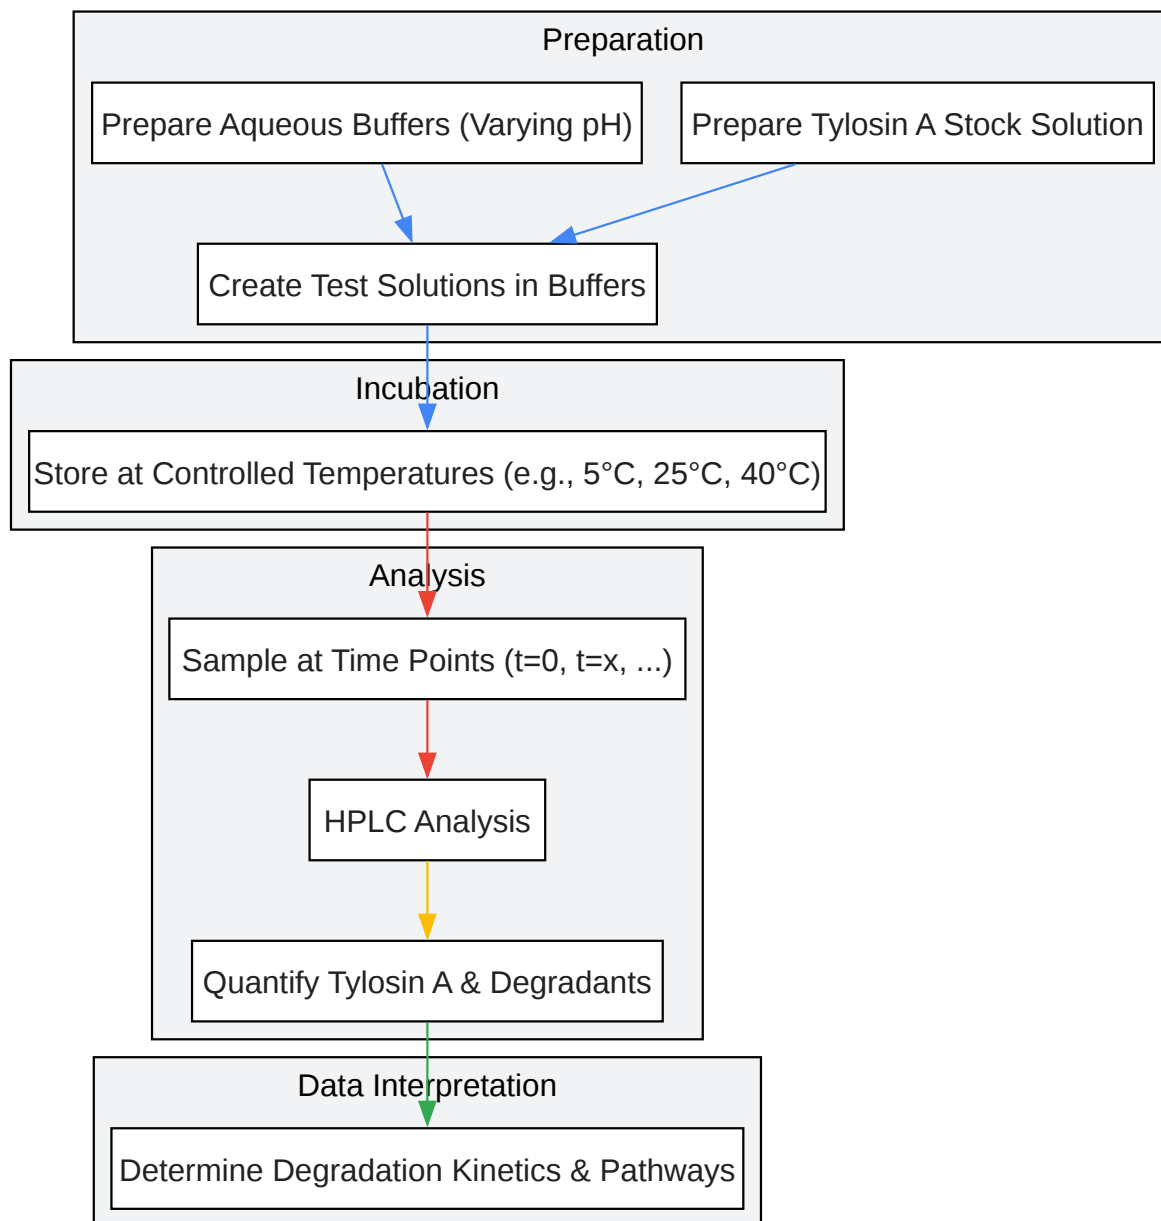 Preparation
Prepare Aqueous Buffers (Varying pH)
Prepare Tylosin A Stock Solution
Create Test Solutions in Buffers
Incubation
Store at Controlled Temperatures (e.g., 5°C, 25°C, 40°C)
Analysis
Sample at Time Points (t=0, t=x, ...)
HPLC Analysis
Quantify Tylosin A & Degradants
Data Interpretation
Determine Degradation Kinetics & Pathways